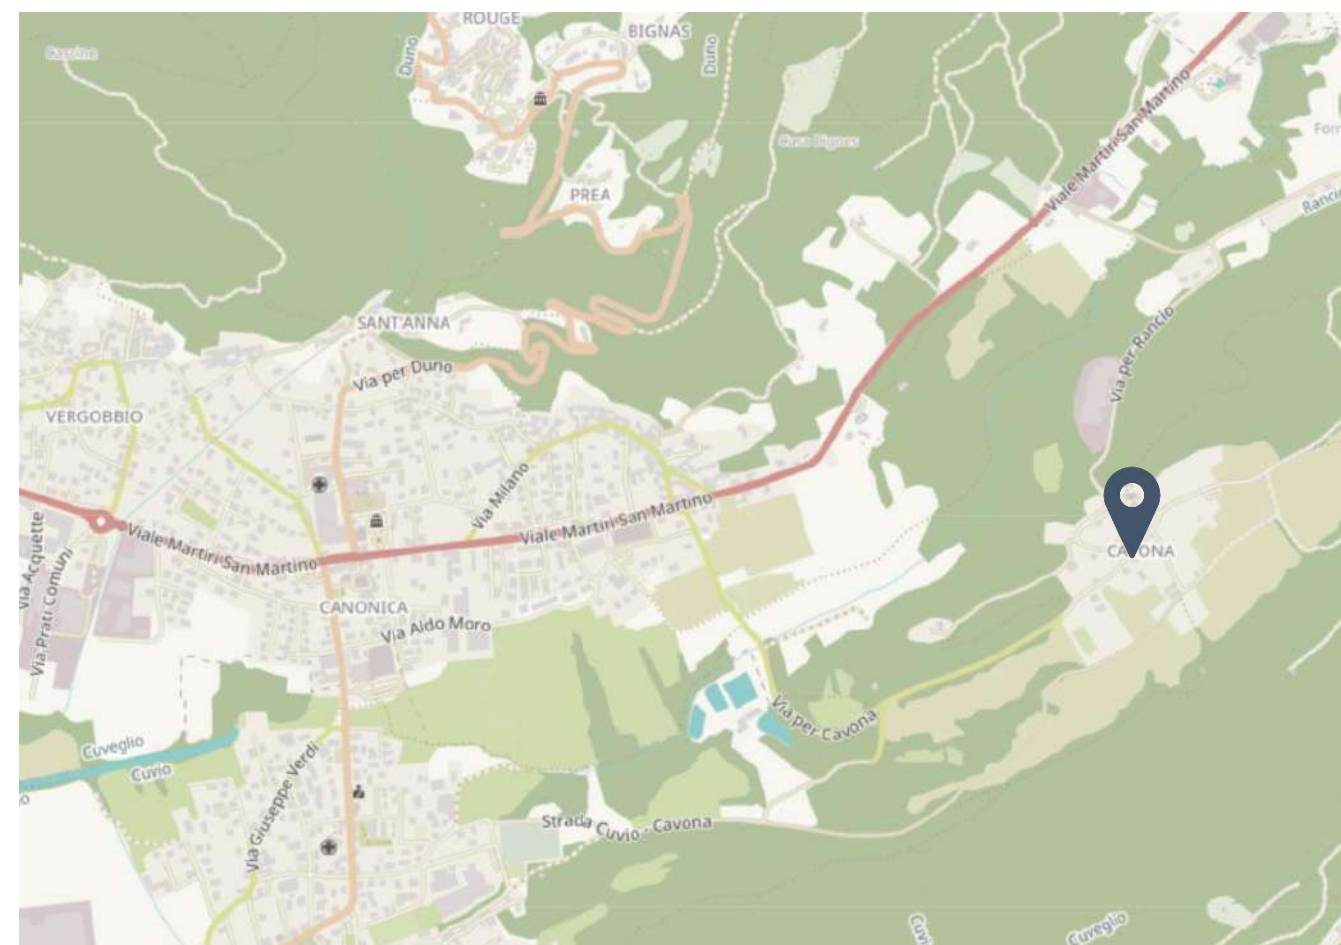 ROUGE
BIGNAS
Duno
Duno
Cascine
Casa Bignes
Viale Martiri San Martino
PREA
Rancio
SANT'ANNA
Via per Duno
Via per Rancio
VERGOBBIO
Via Milano
Viale Martiri San Martino
Viale Martiri San Martino
Via Acquette
Via Prati Comuni
CAVONA
CANONICA
Via Aldo Moro
Via per Cavona
Cuveglio
Cuvio
Via Giuseppe Verdi
Strada Cuvio - Cavona
Cuveglio